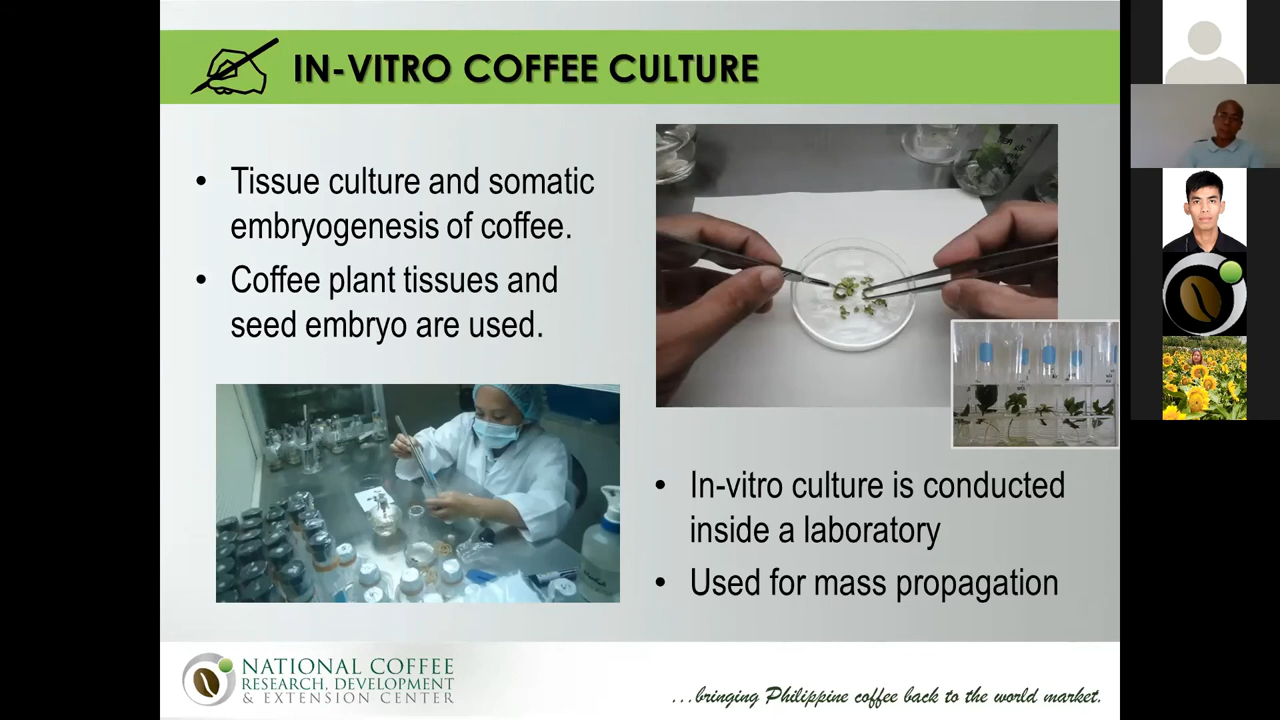 IN-VITRO COFFEE CULTURE
• Tissue culture and somatic
embryogenesis of coffee.
• Coffee plant tissues and
seed embryo are used.
• In-vitro culture is conducted
inside a laboratory
• Used for mass propagation
NATIONAL COFFEE
RESEARCH, DEVELOPMENT
& EXTENSION CENTER
...bringing Philippine coffee back to the world market.